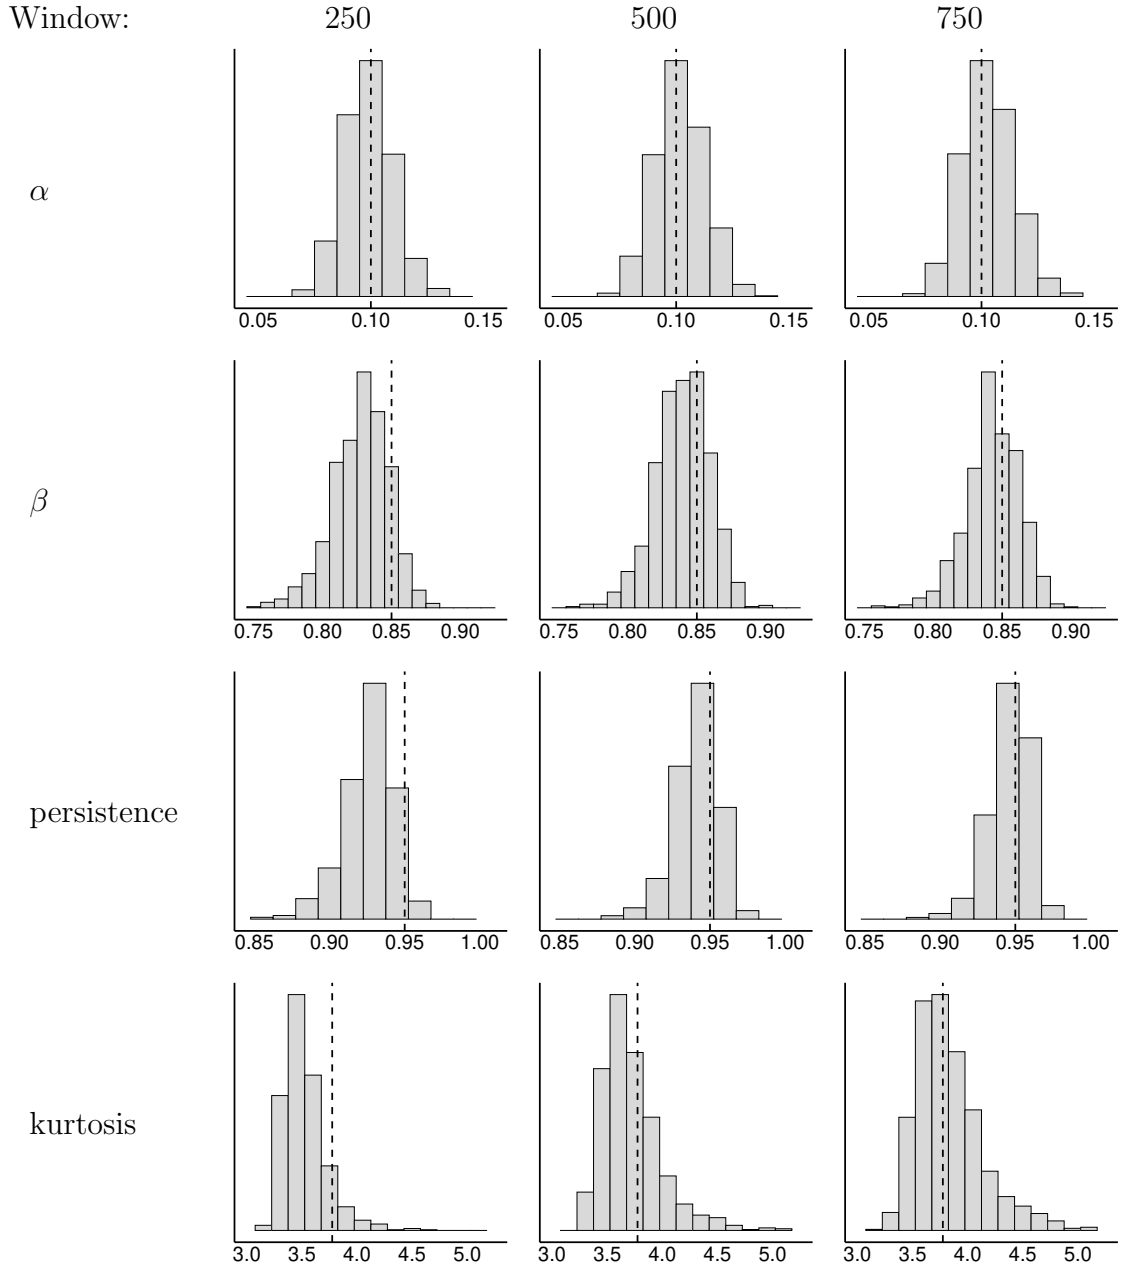 Window: 250 500 750
α
0.05 0.10 0.15 0.05 0.10 0.15 0.05 0.10 0.15
β
0.75 0.80 0.85 0.90 0.75 0.80 0.85 0.90 0.75 0.80 0.85 0.90
persistence
0.85 0.90 0.95 1.00 0.85 0.90 0.95 1.00 0.85 0.90 0.95 1.00
kurtosis
3.0 3.5 4.0 4.5 5.0 3.0 3.5 4.0 4.5 5.0 3.0 3.5 4.0 4.5 5.0